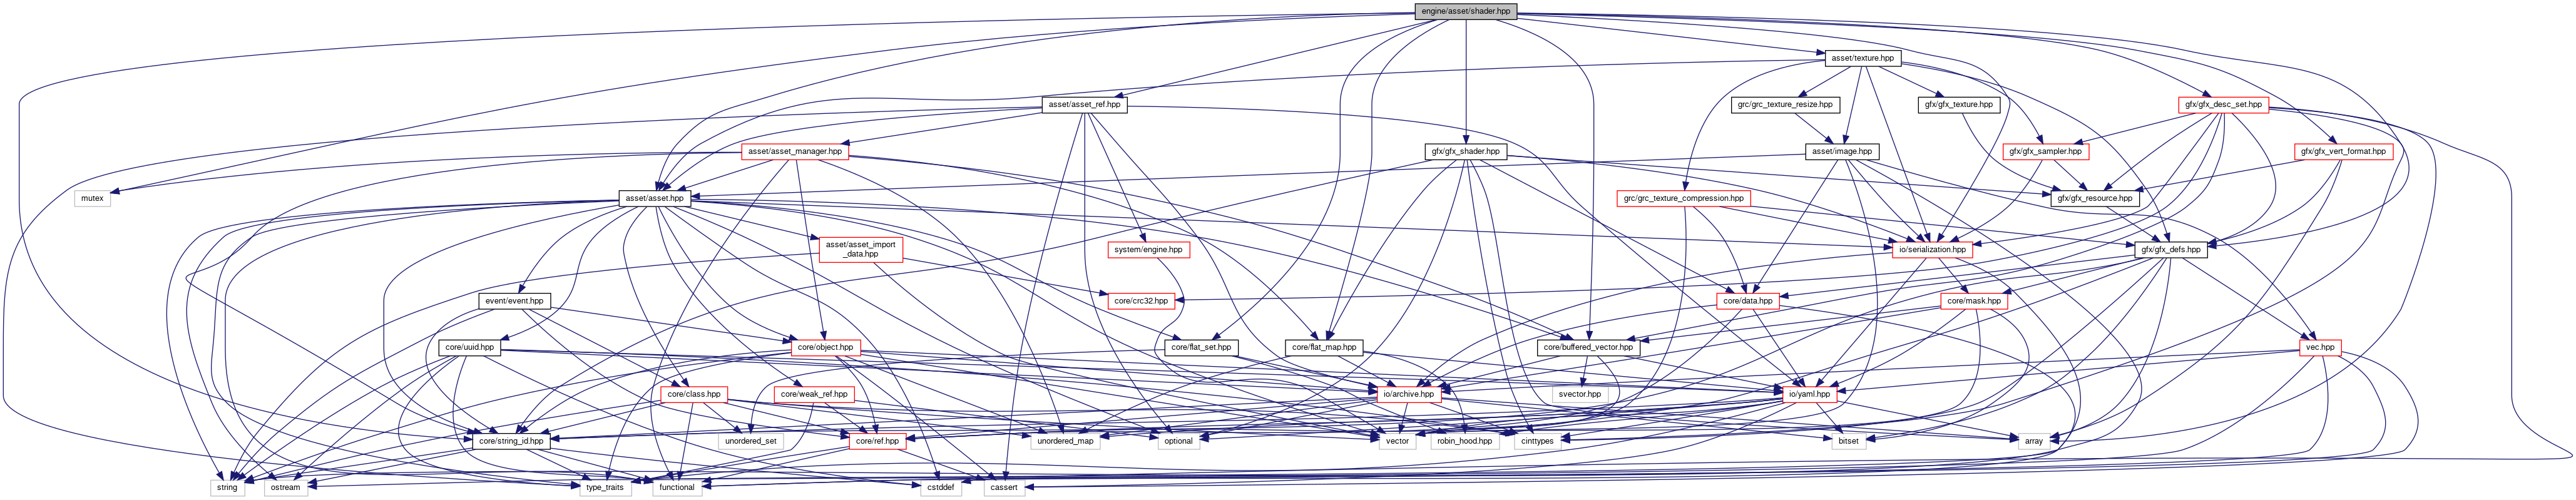 engine/asset/shader.hpp
asset/texture.hpp
asset/asset_ref.hpp
grc/grc_texture_resize.hpp
gfx/gfx_texture.hpp
gfx/gfx_desc_set.hpp
asset/asset_manager.hpp
gfx/gfx_shader.hpp
asset/image.hpp
gfx/gfx_sampler.hpp
gfx/gfx_vert_format.hpp
mutex
asset/asset.hpp
grc/grc_texture_compression.hpp
gfx/gfx_resource.hpp
asset/asset_import
_data.hpp
system/engine.hpp
io/serialization.hpp
gfx/gfx_defs.hpp
event/event.hpp
core/crc32.hpp
core/data.hpp
core/mask.hpp
core/uuid.hpp
core/object.hpp
core/flat_set.hpp
core/flat_map.hpp
core/buffered_vector.hpp
vec.hpp
core/class.hpp
core/weak_ref.hpp
io/archive.hpp
svector.hpp
io/yaml.hpp
core/string_id.hpp
unordered_set
core/ref.hpp
unordered_map
optional
vector
robin_hood.hpp
cinttypes
bitset
array
string
ostream
type_traits
functional
cstddef
cassert